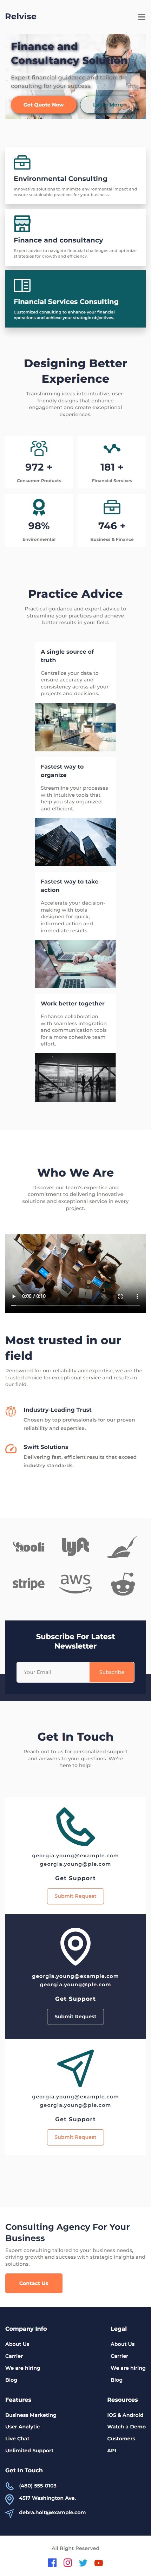 Relvise
Finance and
Consultancy Solution
Expert financial guidance and tailored
consulting for your success.
Get Quote Now
Learn More
Environmental Consulting
Innovative solutions to minimize environmental impact and
ensure sustainable practices for your business.
Finance and consultancy
Expert advice to navigate financial challenges and optimise
strategies for growth and efficiency.
Financial Services Consulting
Customized consulting to enhance your financial
operations and achieve your strategic objectives.
Designing Better
Experience
Transforming ideas into intuitive, user-
friendly designs that enhance
engagement and create exceptional
experiences.
972 +
Consumer Products
181 +
Financial Services
98%
Environmental
746 +
Business & Finance
Practice Advice
Practical guidance and expert advice to
streamline your practices and achieve
better results in your field.
A single source of
truth
Centralize your data to
ensure accuracy and
consistency across all your
projects and decisions.
Fastest way to
organize
Streamline your processes
with intuitive tools that
help you stay organized
and efficient.
Fastest way to take
action
Accelerate your decision-
making with tools
designed for quick,
informed action and
immediate results.
Work better together
Enhance collaboration
with seamless integration
and communication tools
for a more cohesive team
effort.
Who We Are
Discover our team's expertise and
commitment to delivering innovative
solutions and exceptional service in every
project.
0:00 / 0:10
Most trusted in our
field
Renowned for our reliability and expertise, we are the
trusted choice for exceptional service and results in
our field.
Industry-Leading Trust
Chosen by top professionals for our proven
reliability and expertise.
Swift Solutions
Delivering fast, efficient results that exceed
industry standards.
hooli
lyft
stripe
aws
Subscribe For Latest
Newsletter
Your Email
Subscribe
Get In Touch
Reach out to us for personalized support
and answers to your questions. We're
here to help!
georgia.young@example.com
georgia.young@ple.com
Get Support
Submit Request
georgia.young@example.com
georgia.young@ple.com
Get Support
Submit Request
georgia.young@example.com
georgia.young@ple.com
Get Support
Submit Request
Consulting Agency For Your
Business
Expert consulting tailored to your business needs,
driving growth and success with strategic insights and
solutions.
Contact Us
Company Info
About Us
Carrier
We are hiring
Blog
Legal
About Us
Carrier
We are hiring
Blog
Features
Business Marketing
User Analytic
Live Chat
Unlimited Support
Resources
IOS & Android
Watch a Demo
Customers
API
Get In Touch
(480) 555-0103
4517 Washington Ave.
debra.holt@example.com
All Right Reserved